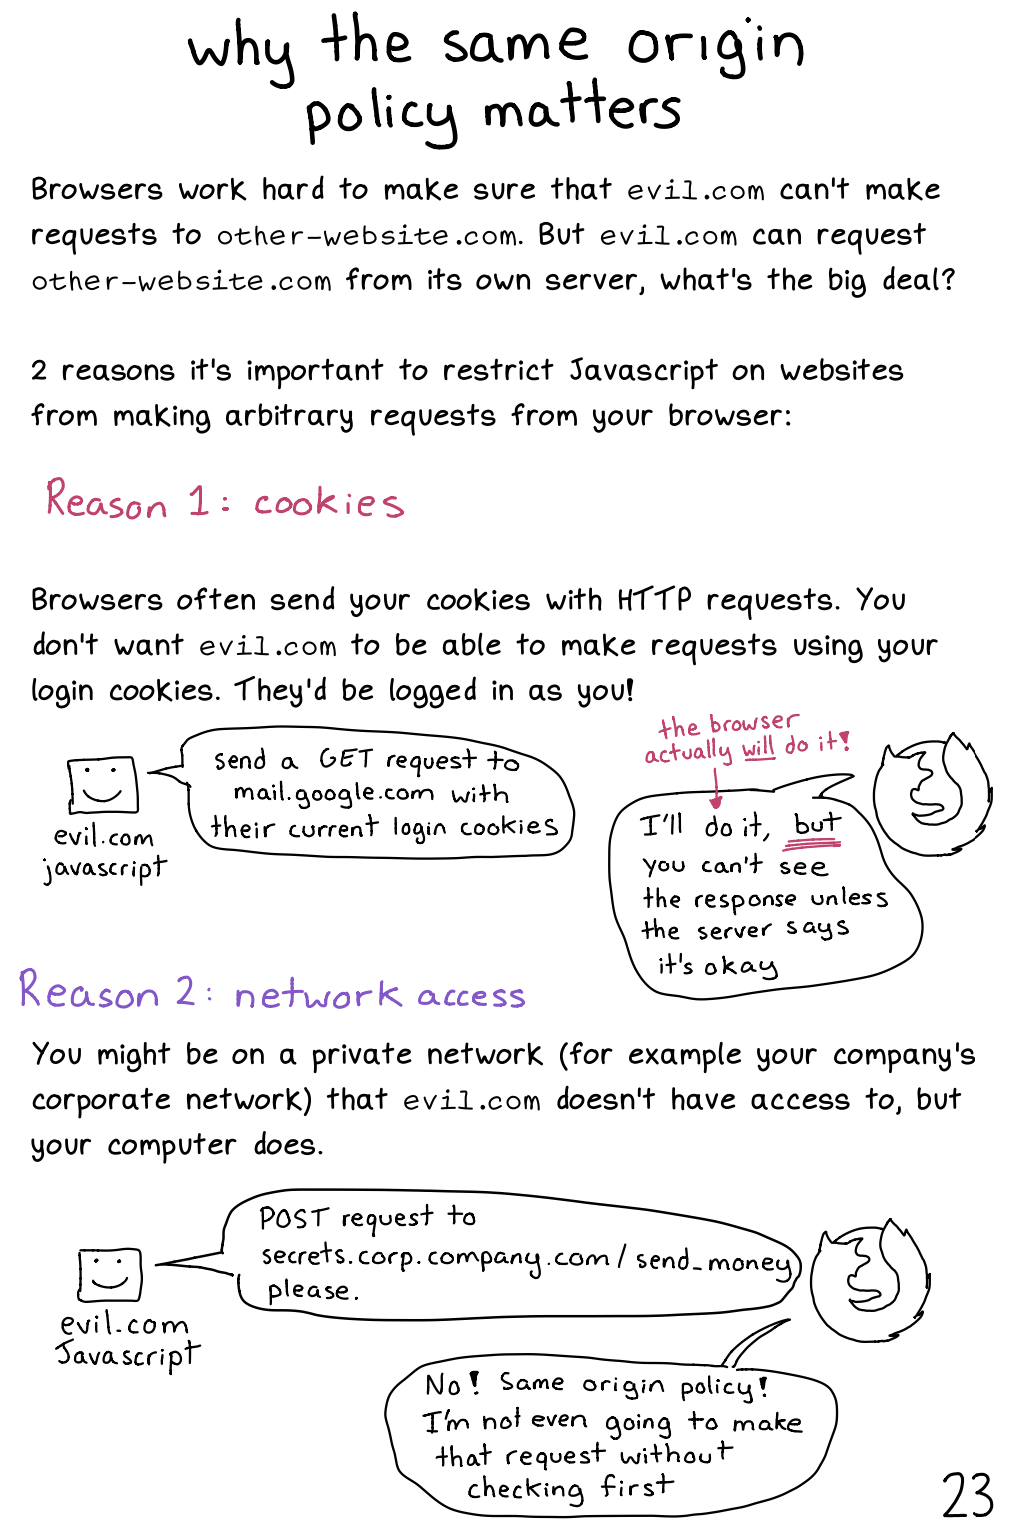 why the same origin
policy matters
Browsers work hard to make sure that evil.com can't make
requests to other-website.com. But evil.com can request
other-website.com from its own server, what's the big deal?
2 reasons it's important to restrict Javascript on websites
from making arbitrary requests from your browser:
Reason 1: cookies
Browsers often send your cookies with HTTP requests. You
don't want evil.com to be able to make requests using your
login cookies. They'd be logged in as you!
send a GET request to
mail.google.com with
their current login cookies
evil.com
javascript
the browser
actually will do it!
I'll do it, but
you can't see
the response unless
the server says
it's okay
Reason 2: network access
You might be on a private network (for example your company's
corporate network) that evil.com doesn't have access to, but
your computer does.
POST request to
secrets.corp.company.com/send_money
please.
evil.com
Javascript
No! Same origin policy!
I'm not even going to make
that request without
checking first
23